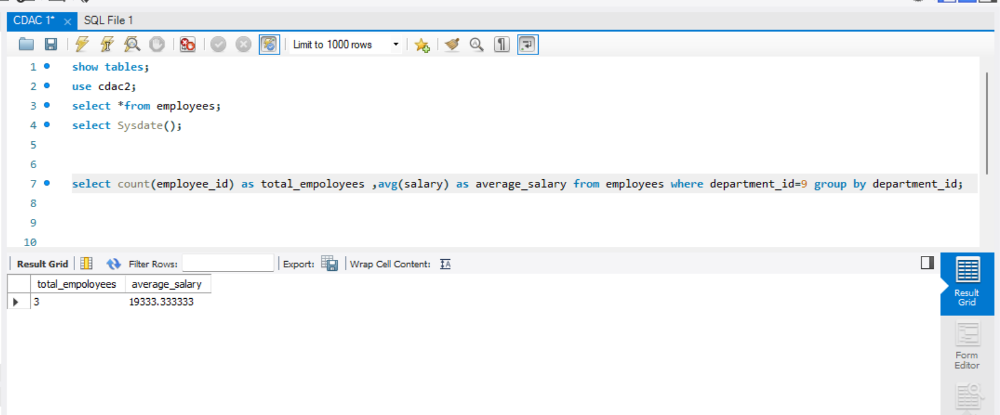 CDAC 1* SQL File 1
Limit to 1000 rows
1 show tables;
2 use cdac2;
3 select *from employees;
4 select Sysdate();
5
6
7 select count(employee_id) as total_empoloyees ,avg(salary) as average_salary from employees where department_id=9 group by department_id;
8
9
10
Result Grid Filter Rows: Export: Wrap Cell Content:
total_empoloyees average_salary
3 19333.333333
Result
Grid
Form
Editor